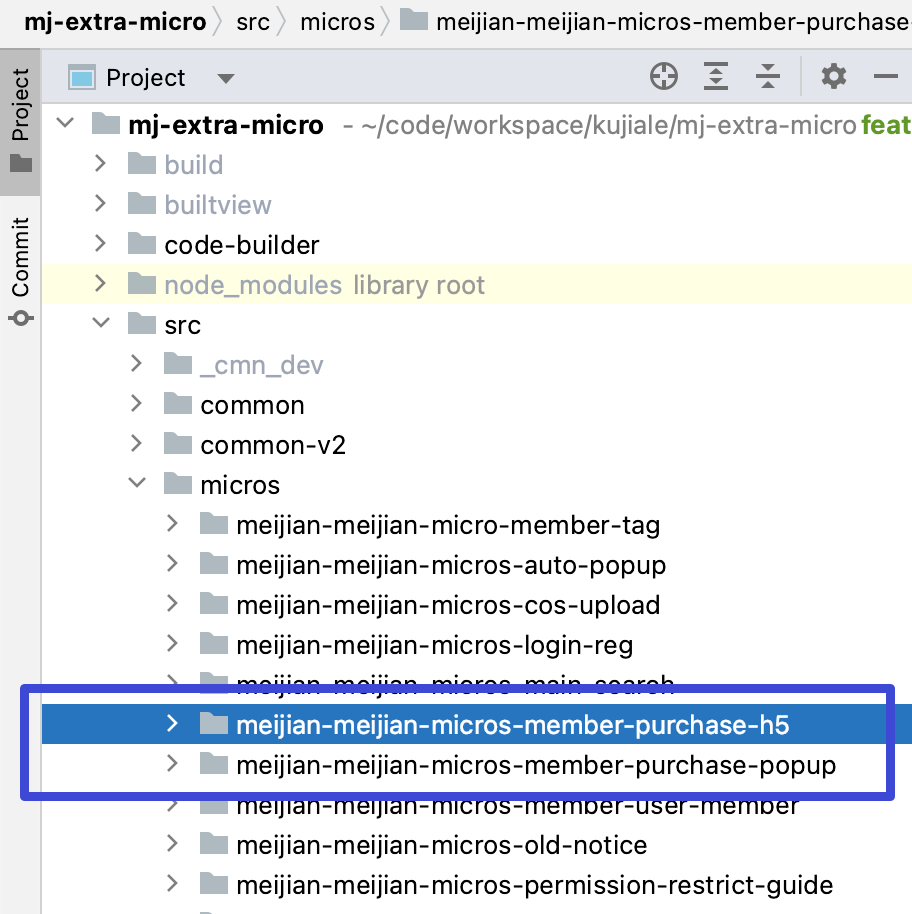 mj-extra-micro src micros meijian-meijian-micros-member-purchase-
Project
Project
Commit
mj-extra-micro - ~/code/workspace/kujiale/mj-extra-micro feat
build
builtview
code-builder
node_modules library root
src
_cmn_dev
common
common-v2
micros
meijian-meijian-micro-member-tag
meijian-meijian-micros-auto-popup
meijian-meijian-micros-cos-upload
meijian-meijian-micros-login-reg
meijian-meijian-micros-main-search
meijian-meijian-micros-member-purchase-h5
meijian-meijian-micros-member-purchase-popup
meijian-meijian-micros-member-user-member
meijian-meijian-micros-old-notice
meijian-meijian-micros-permission-restrict-guide